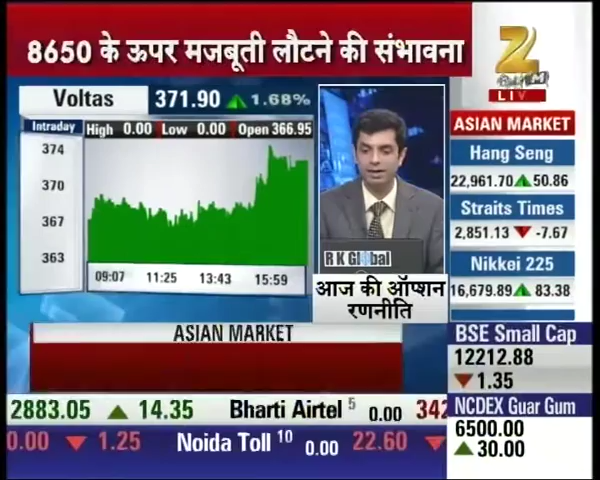 8650 के ऊपर मजबूती लौटने की संभावना
LIV
Voltas 371.90 1.68%
Intraday High 0.00 Low 0.00 Open 366.95
374
370
367
363
09:07 11:25 13:43 15:59
R K Gl bal
आज की ऑप्शन
रणनीति
ASIAN MARKET
Hang Seng
22,961.70 50.86
Straits Times
2,851.13 -7.67
Nikkei 225
16,679.89 83.38
ASIAN MARKET
BSE Small Cap
12212.88
1.35
NCDEX Guar Gum
6500.00
30.00
2883.05 14.35 Bharti Airtel 5 0.00 342
0.00 1.25 Noida Toll 10 0.00 22.60